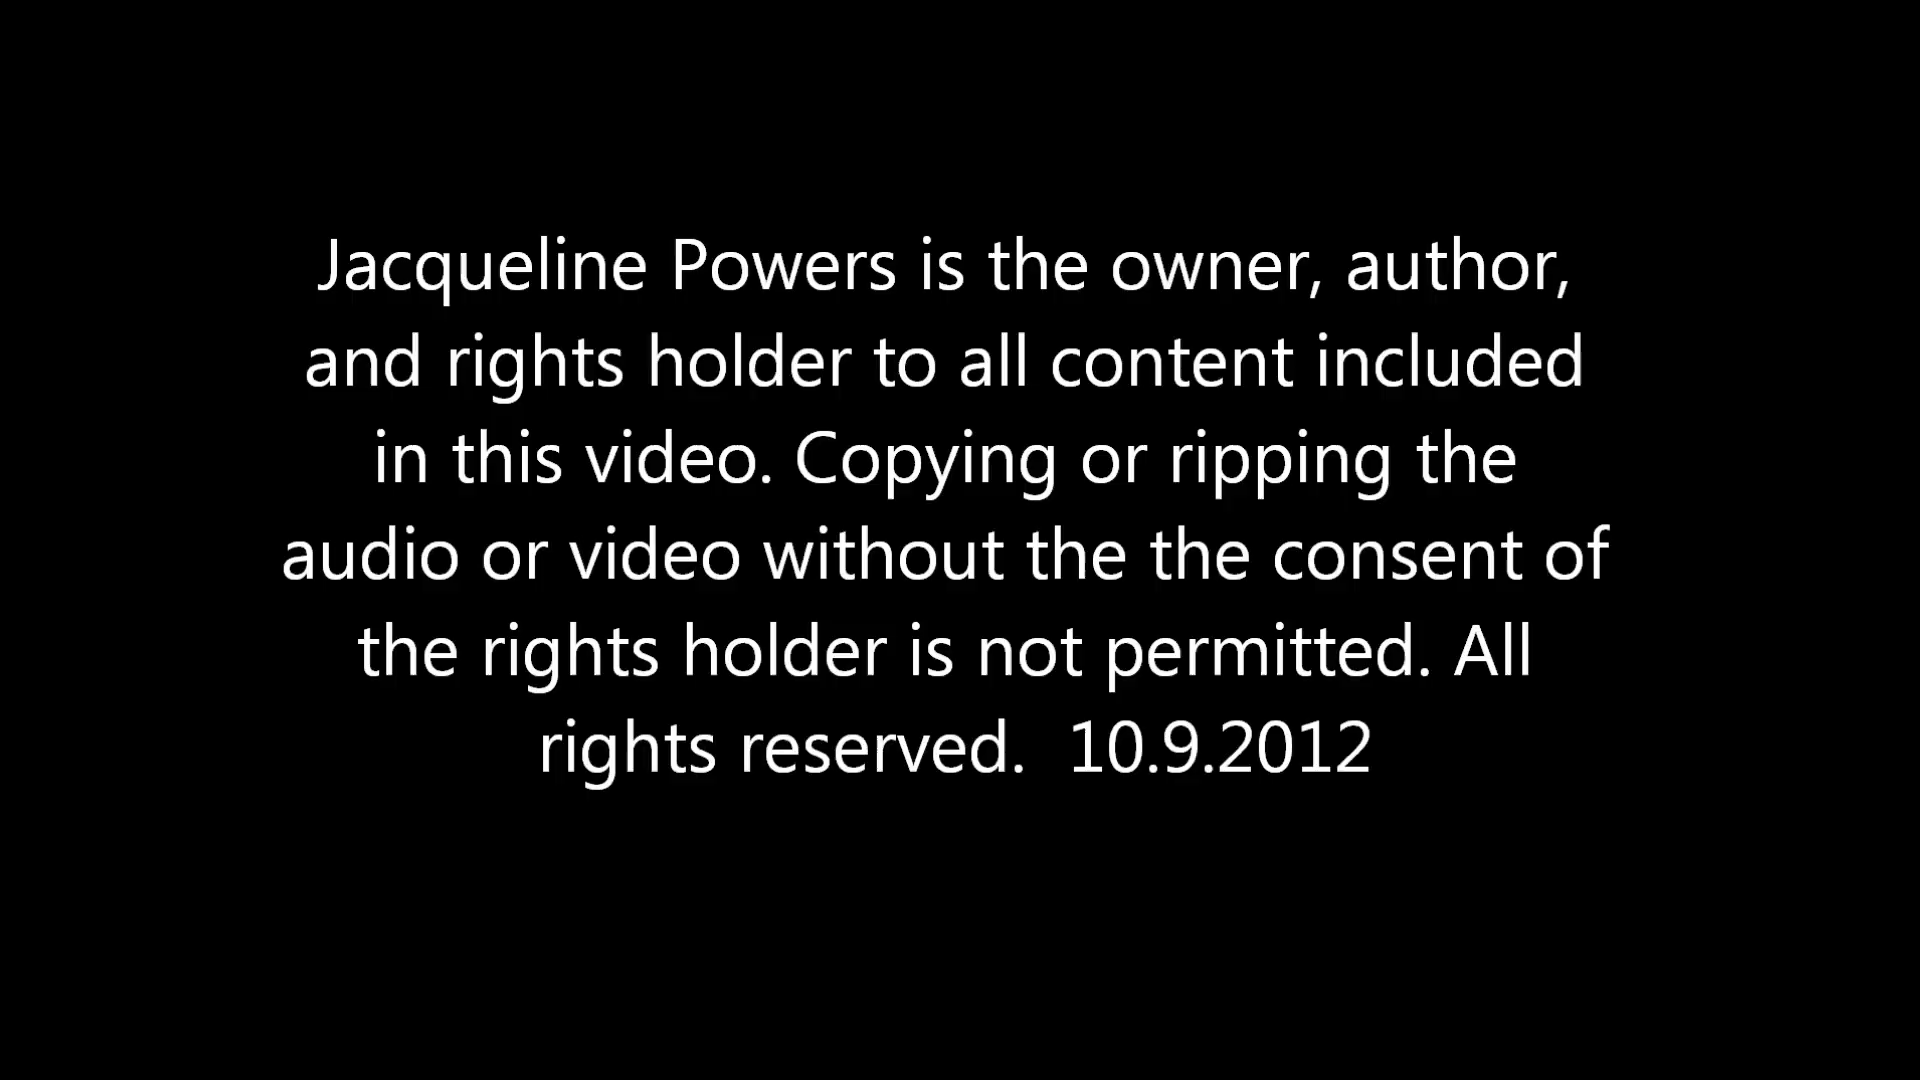 Jacqueline Powers is the owner, author,
and rights holder to all content included
in this video. Copying or ripping the
audio or video without the the consent of
the rights holder is not permitted. All
rights reserved.  10.9.2012